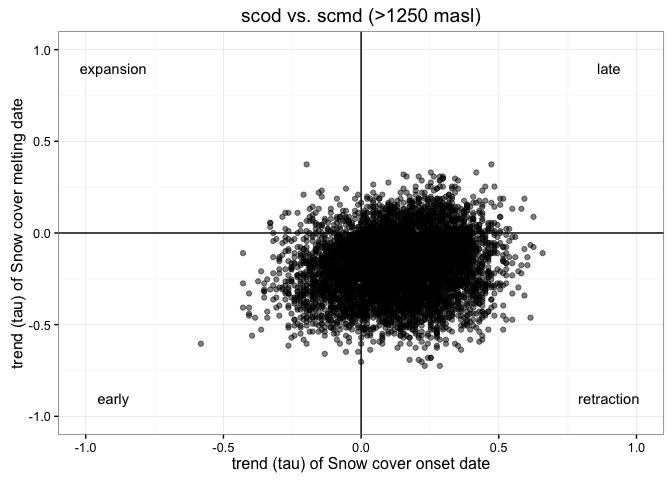 scod vs. scmd (>1250 masl)
1.0
expansion
late
0.5
0.0
-0.5
early
retraction
-1.0
-1.0
-0.5
0.0
0.5
1.0
trend (tau) of Snow cover onset date
trend (tau) of Snow cover melting date